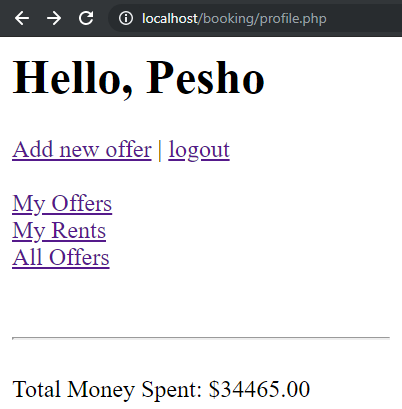 localhost/booking/profile.php
Hello, Pesho
Add new offer | logout
My Offers
My Rents
All Offers
Total Money Spent: $34465.00